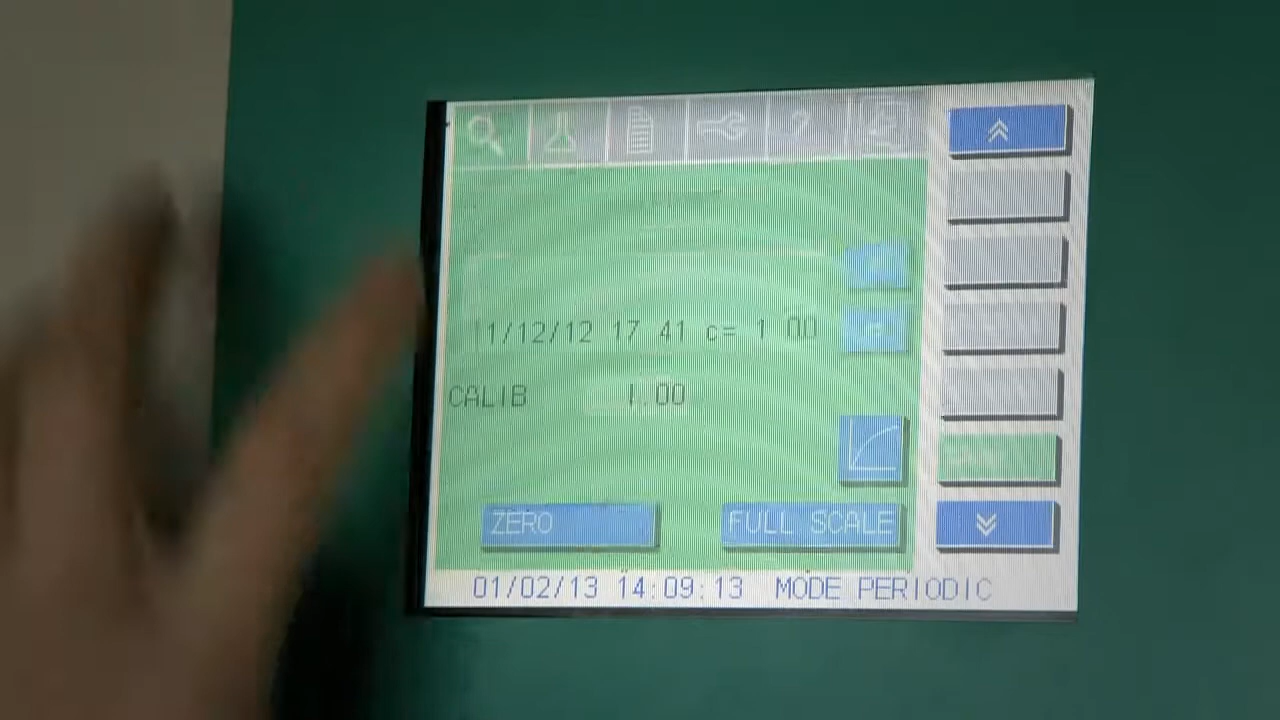 1/12/12 17 41 c= 1 00
CALIB 1.00
ZERO
FULL SCALE
01/02/13 14:09:13 MODE PERIODIC